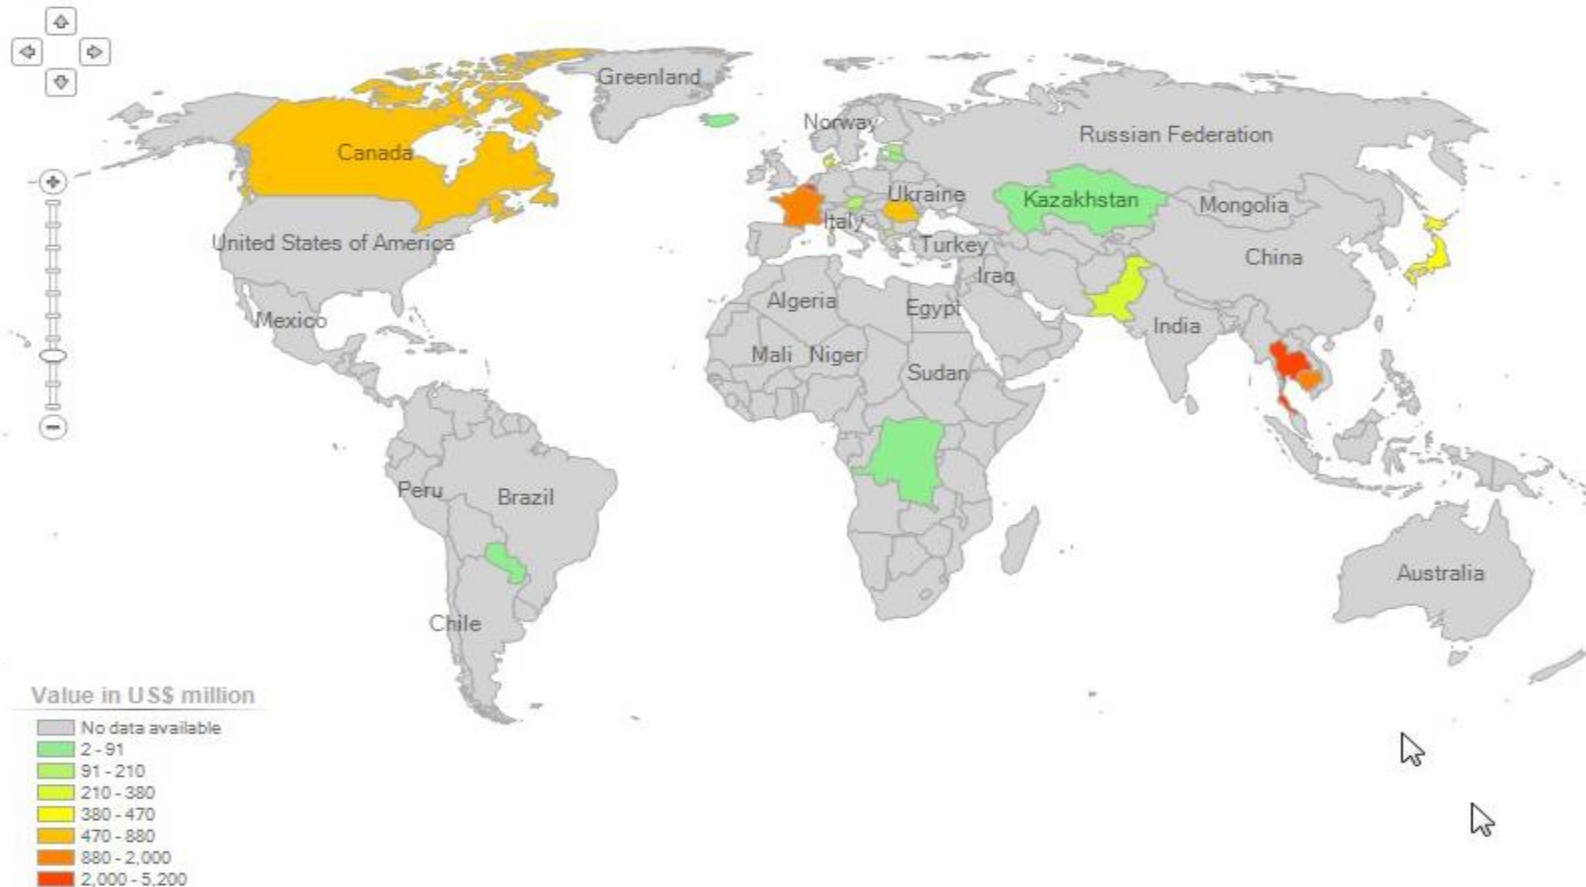 Greenland
Norway
Russian Federation
Canada
Ukraine
Kazakhstan
Mongolia
Italy
United States of America
Turkey
China
Iraq
Algeria
Egypt
Mexico
India
Mali
Niger
Sudan
Peru
Brazil
Australia
Chile
Value in US$ million
No data available
2 - 91
91 - 210
210 - 380
380 - 470
470 - 880
880 - 2,000
2,000 - 5,200